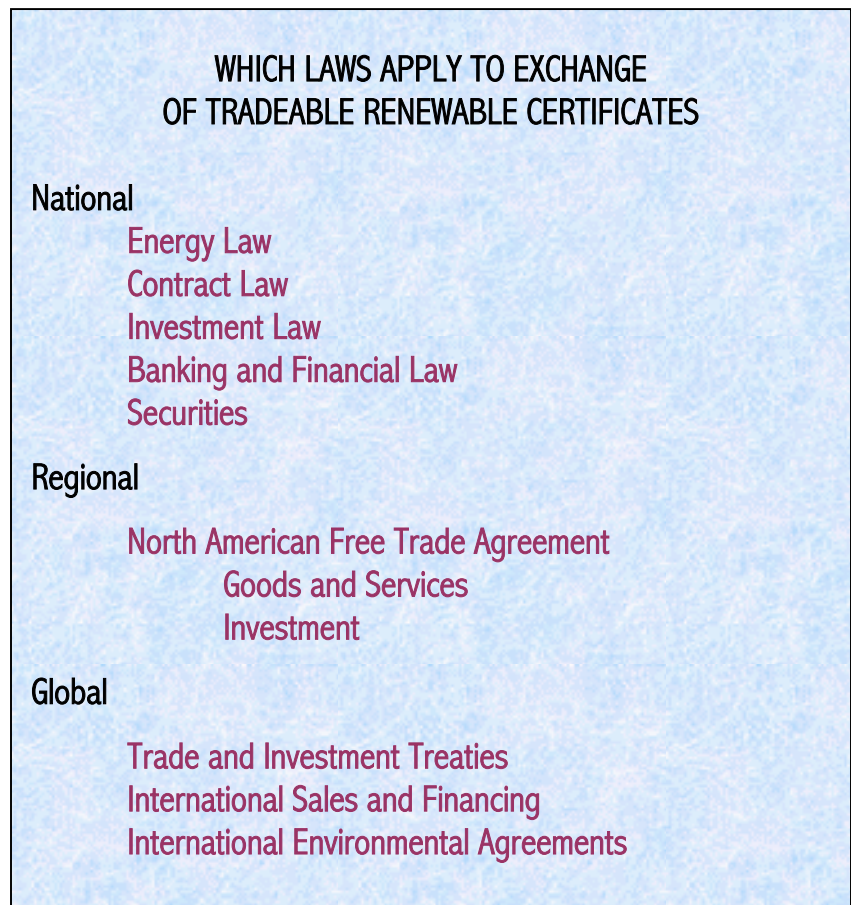 WHICH LAWS APPLY TO EXCHANGE
OF TRADEABLE RENEWABLE CERTIFICATES
National
Energy Law
Contract Law
Investment Law
Banking and Financial Law
Securities
Regional
North American Free Trade Agreement
Goods and Services
Investment
Global
Trade and Investment Treaties
International Sales and Financing
International Environmental Agreements